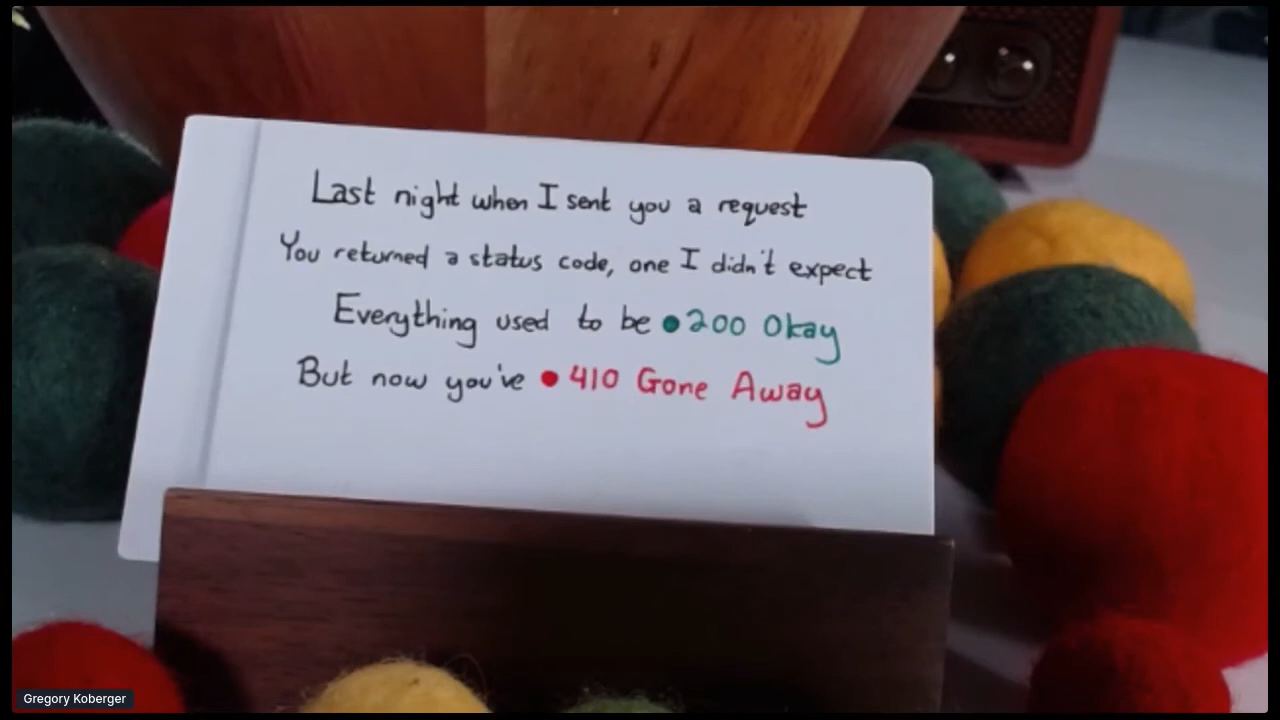 Last night when I sent you a request
You returned a status code, one I didn't expect
Everything used to be 200 Okay
But now you've 410 Gone Away
Gregory Koberger